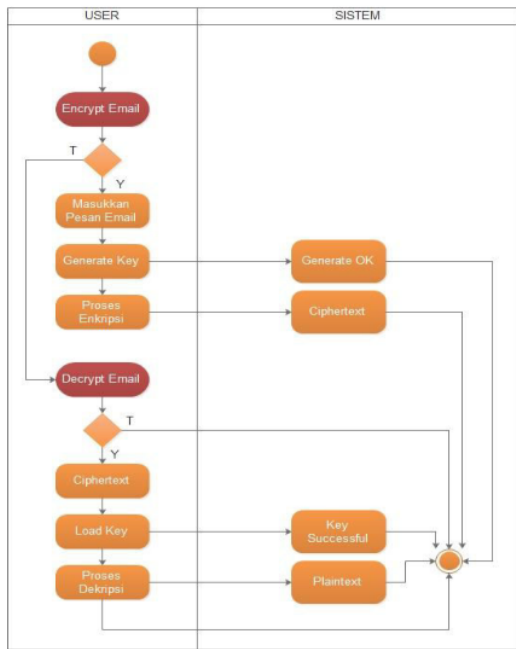 USER
SISTEM
Encrypt Email
T
Y
Masukkan
Pesan Email
Generate Key
Generate OK
Proses
Enkripsi
Ciphertext
Decrypt Email
T
Y
Ciphertext
Load Key
Key
Successful
Proses
Dekripsi
Plaintext